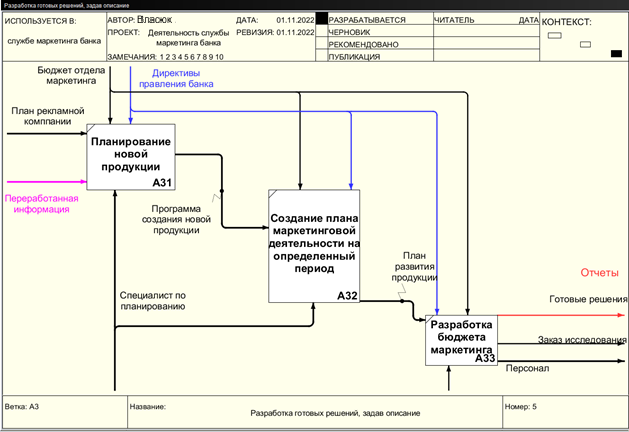 Разработка готовых решений, задав описание
ИСПОЛЬЗУЕТСЯ В:
службе маркетинга банка
АВТОР: Власюк
ДАТА: 01.11.2022
ПРОЕКТ: Деятельность службы
маркетинга банка
РЕВИЗИЯ: 01.11.2022
ЗАМЕЧАНИЯ: 1 2 3 4 5 6 7 8 9 10
РАЗРАБАТЫВАЕТСЯ
ЧЕРНОВИК
РЕКОМЕНДОВАНО
ПУБЛИКАЦИЯ
ЧИТАТЕЛЬ
ДАТА
КОНТЕКСТ:
Бюджет отдела
маркетинга
Директивы
правления банка
План рекламной
компании
Планирование
новой
продукции
A31
Переработанная
информация
Программа
создания новой
продукции
Создание плана
маркетинговой
деятельности на
определенный
период
A32
План
развития
продукции
Специалист по
планированию
Отчеты
Готовые решения
Разработка
бюджета
маркетинга
A33
Заказ исследования
Персонал
Ветка: A3
Название:
Разработка готовых решений, задав описание
Номер: 5